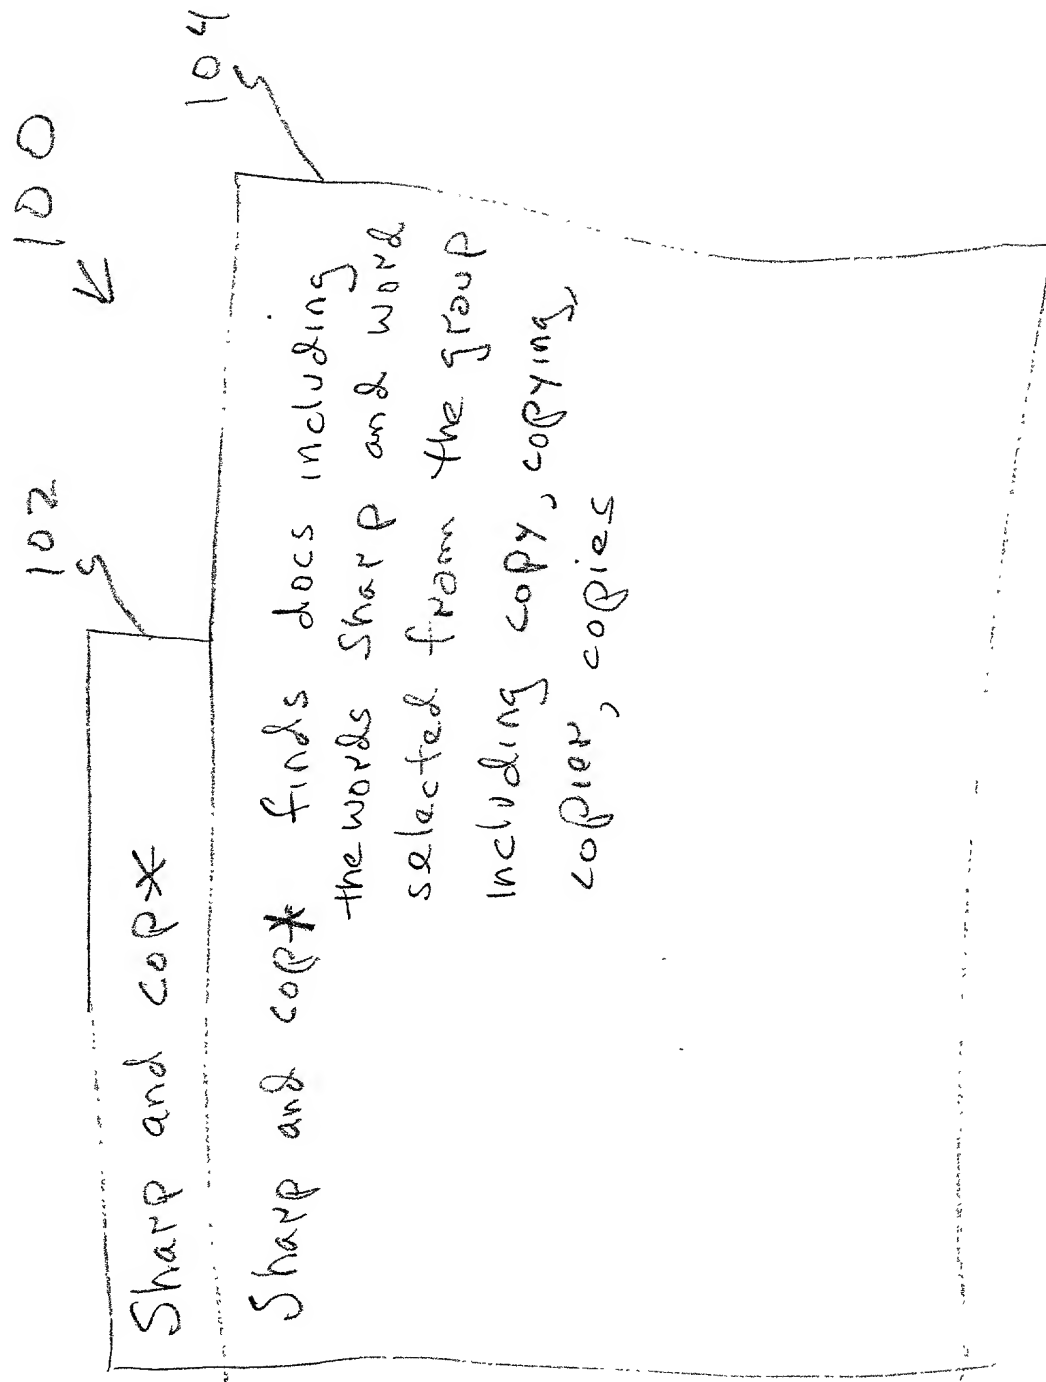 100
102
Sharp and cop*
104
Sharp and cop* finds docs including
the words Sharp and word
selected from the group
including copy, copying,
copier, copies